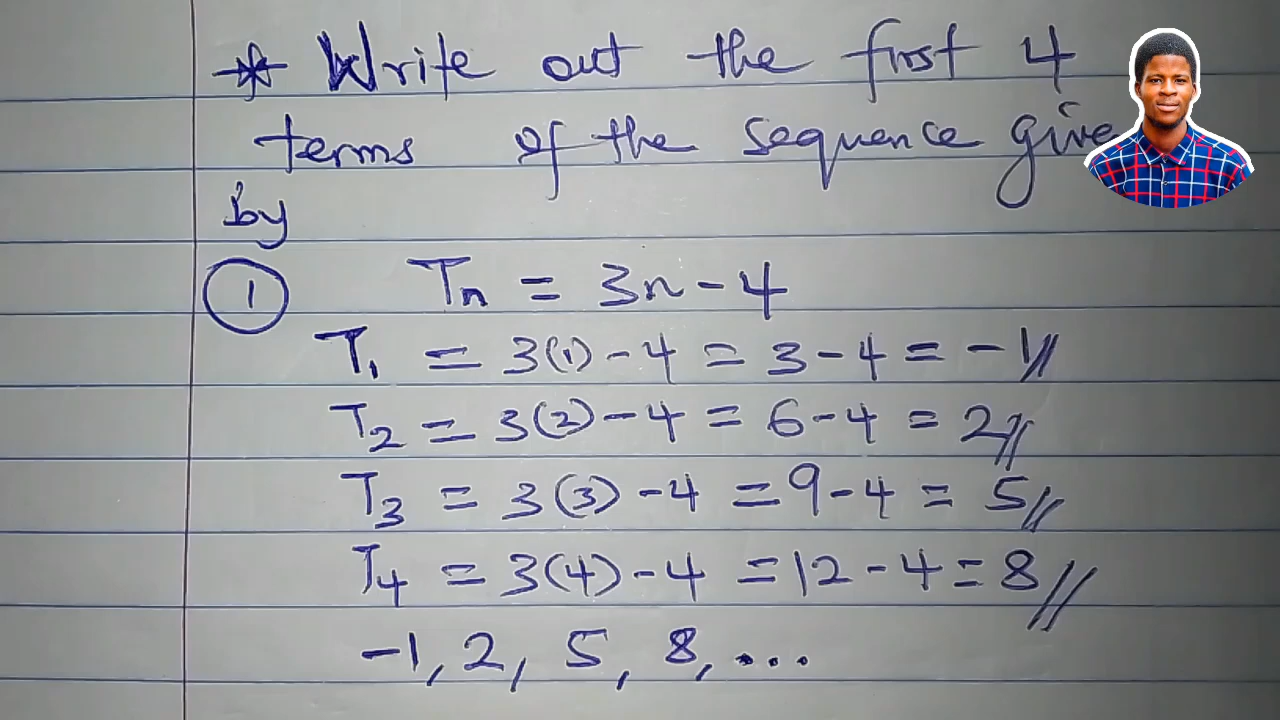 * Write out the first 4
terms of the sequence give
by
1 Tn = 3n - 4
T1 = 3(1) - 4 = 3 - 4 = -1//
T2 = 3(2) - 4 = 6 - 4 = 2//
T3 = 3(3) - 4 = 9 - 4 = 5//
T4 = 3(4) - 4 = 12 - 4 = 8//
-1, 2, 5, 8, ...